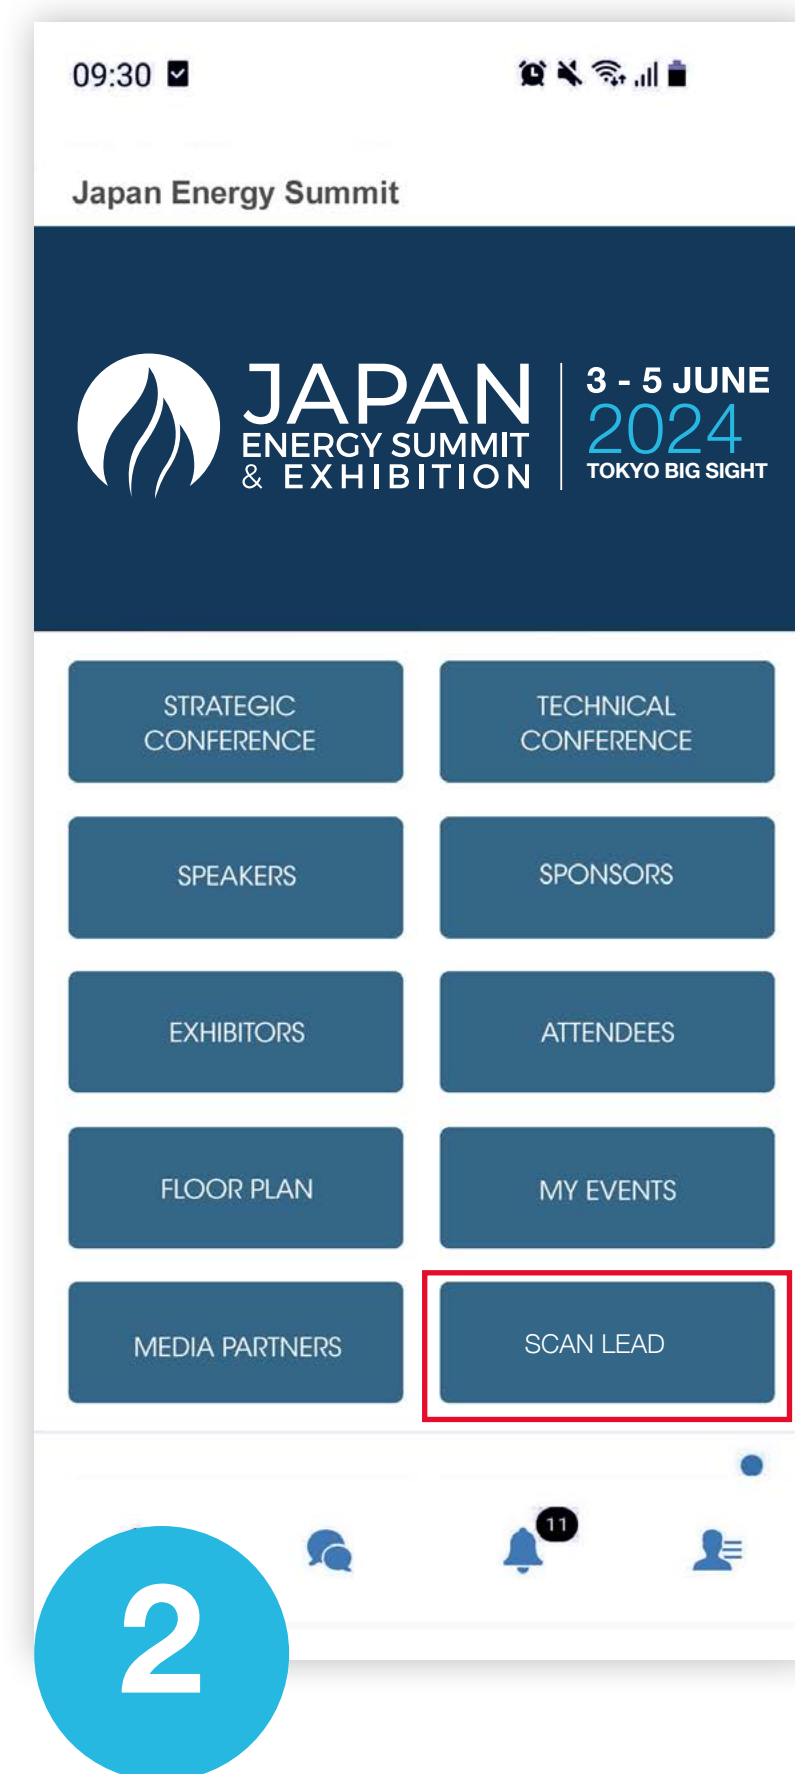 09:30
Japan Energy Summit
JAPAN
ENERGY SUMMIT
& EXHIBITION
3 - 5 JUNE
2024
TOKYO BIG SIGHT
STRATEGIC
CONFERENCE
TECHNICAL
CONFERENCE
SPEAKERS
SPONSORS
EXHIBITORS
ATTENDEES
FLOOR PLAN
MY EVENTS
MEDIA PARTNERS
SCAN LEAD
11
2